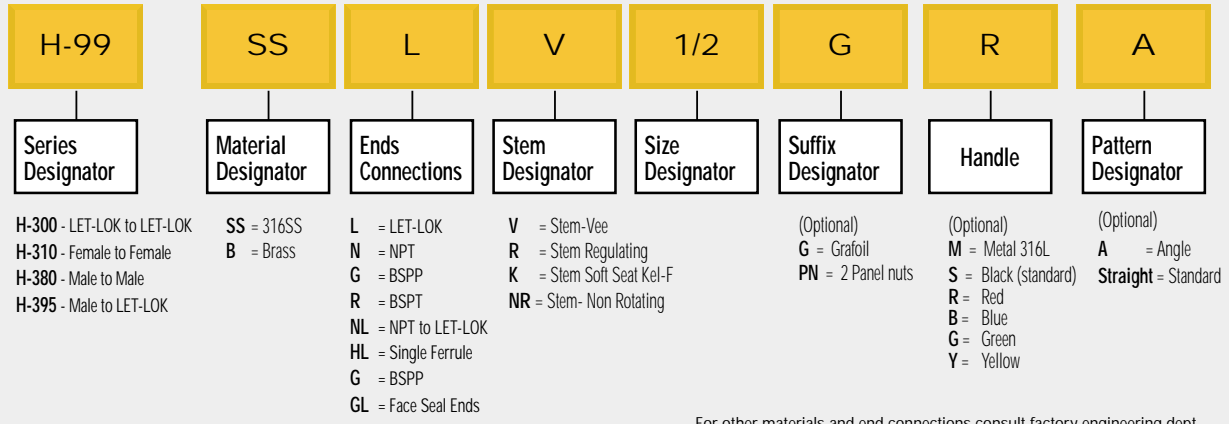 H-99 SS L V 1/2 G R A
Series Designator
Material Designator
Ends Connections
Stem Designator
Size Designator
Suffix Designator
Handle
Pattern Designator
H-300 - LET-LOK to LET-LOK
H-310 - Female to Female
H-380 - Male to Male
H-395 - Male to LET-LOK
SS = 316SS
B = Brass
L = LET-LOK
N = NPT
G = BSPP
R = BSPT
NL = NPT to LET-LOK
HL = Single Ferrule
G = BSPP
GL = Face Seal Ends
V = Stem-Vee
R = Stem Regulating
K = Stem Soft Seat Kel-F
NR = Stem- Non Rotating
(Optional)
G = Grafoil
PN = 2 Panel nuts
(Optional)
M = Metal 316L
S = Black (standard)
R = Red
B = Blue
G = Green
Y = Yellow
(Optional)
A = Angle
Straight = Standard
For other materials and end connections consult factory engineering dept